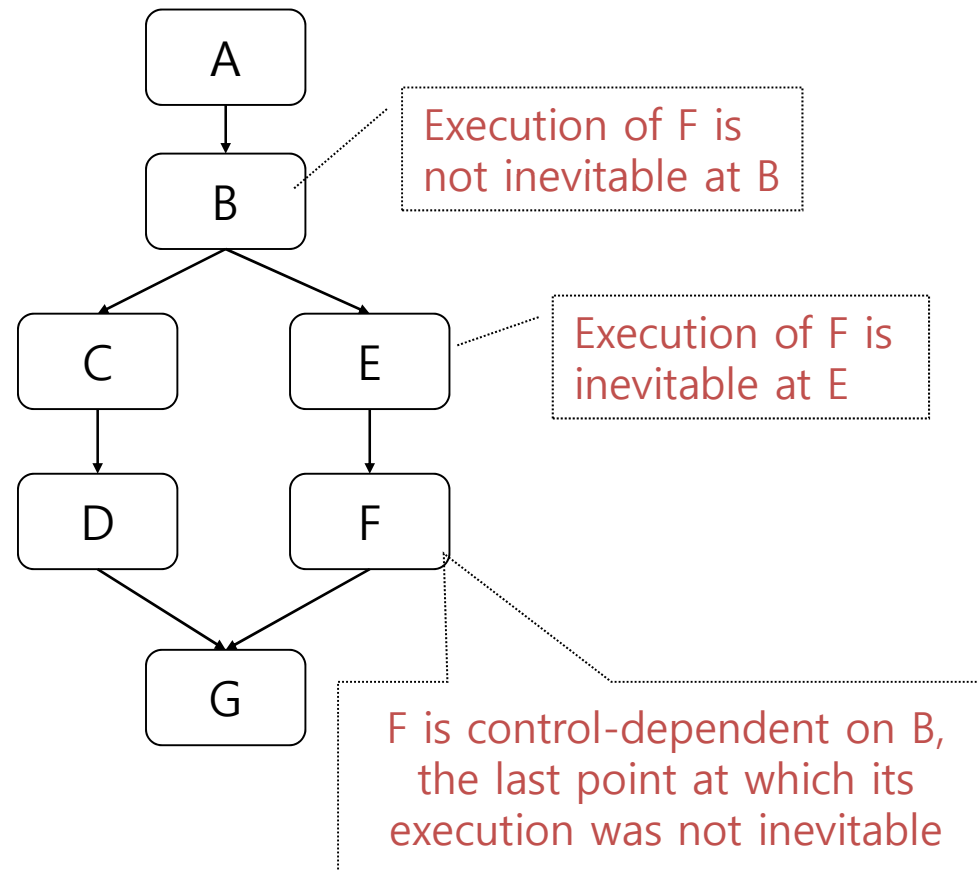 A
Execution of F is
not inevitable at B
B
Execution of F is
inevitable at E
C
E
D
F
G
F is control-dependent on B,
the last point at which its
execution was not inevitable